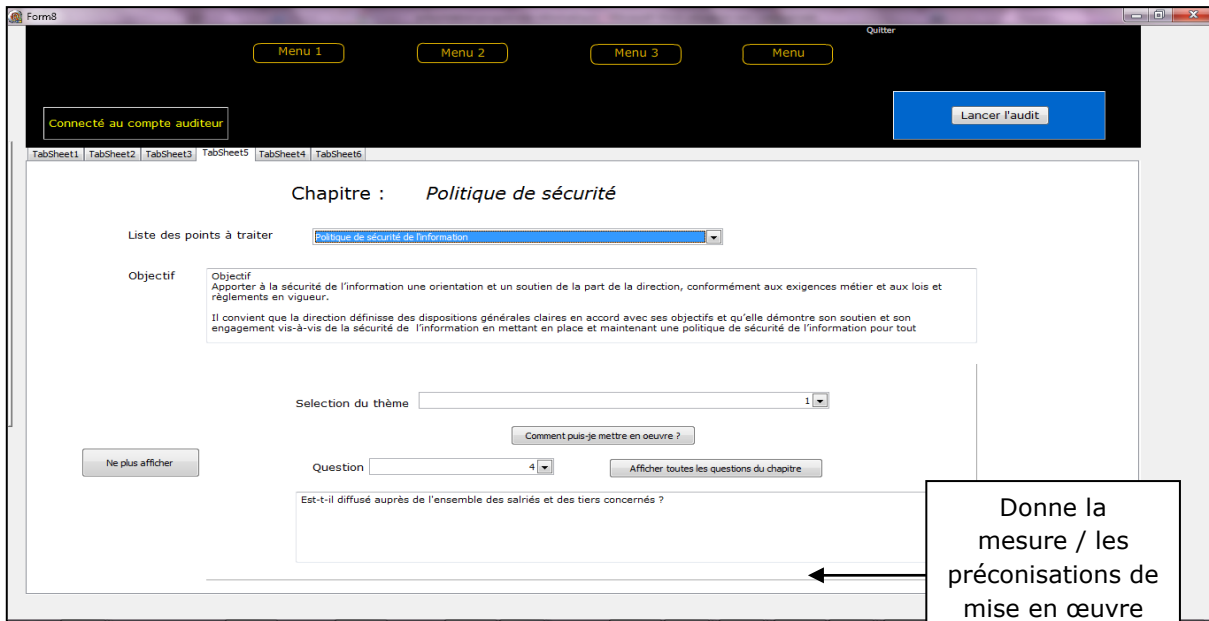 Form8
Quitter
Menu 1 Menu 2 Menu 3 Menu
Connecté au compte auditeur
Lancer l'audit
TabSheet1 TabSheet2 TabSheet3 TabSheet5 TabSheet4 TabSheet6
Chapitre : Politique de sécurité
Liste des points à traiter Politique de sécurité de l'information
Objectif
Objectif
Apporter à la sécurité de l'information une orientation et un soutien de la part de la direction, conformément aux exigences métier et aux lois et
règlements en vigueur.
Il convient que la direction définisse des dispositions générales claires en accord avec ses objectifs et qu'elle démontre son soutien et son
engagement vis-à-vis de la sécurité de l'information en mettant en place et maintenant une politique de sécurité de l'information pour tout
Selection du thème 1
Comment puis-je mettre en oeuvre ?
Ne plus afficher
Question 4 Afficher toutes les questions du chapitre
Est-t-il diffusé auprès de l'ensemble des salriés et des tiers concernés ?
Donne la
mesure / les
préconisations de
mise en œuvre